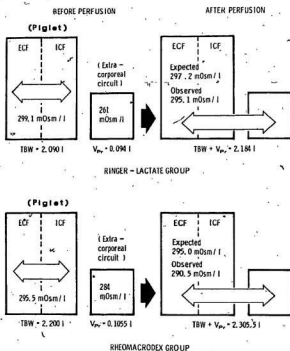 BEFORE PERFUSION
AFTER PERFUSION
(Piglet)
ECF ICF
299.1 mOsm/l
TBW = 2.090 l
(Extra-
corporeal
circuit)
261
mOsm/l
Vpr = 0.094 l
ECF ICF
Expected
297.2 mOsm/l
Observed
295.1 mOsm/l
TBW + Vpr = 2.184 l
RINGER - LACTATE GROUP
(Piglet)
ECF ICF
295.5 mOsm/l
TBW = 2.200 l
(Extra-
corporeal
circuit)
284
mOsm/l
Vpr = 0.1055 l
ECF ICF
Expected
295.0 mOsm/l
Observed
290.5 mOsm/l
TBW + Vpr = 2.305.5 l
RHEOMACRODEX GROUP